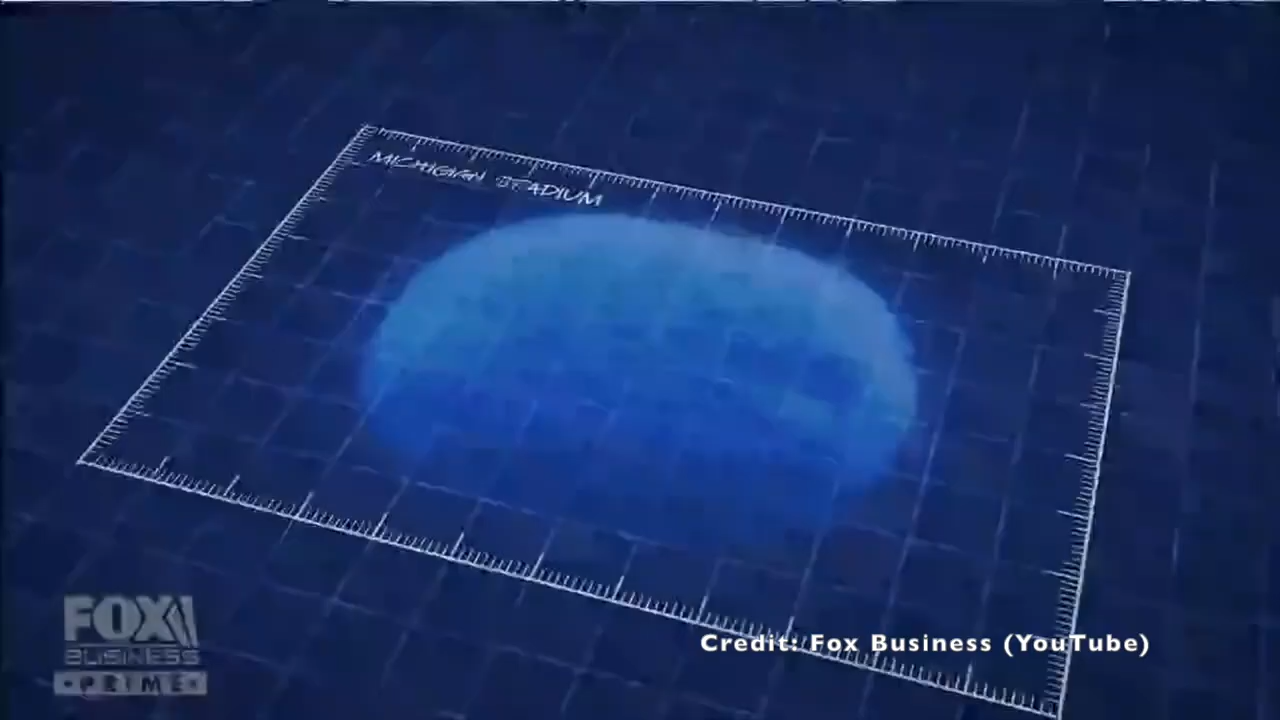 MICHIGAN STADIUM
FOX
BUSINESS
PRIME
Credit: Fox Business (YouTube)